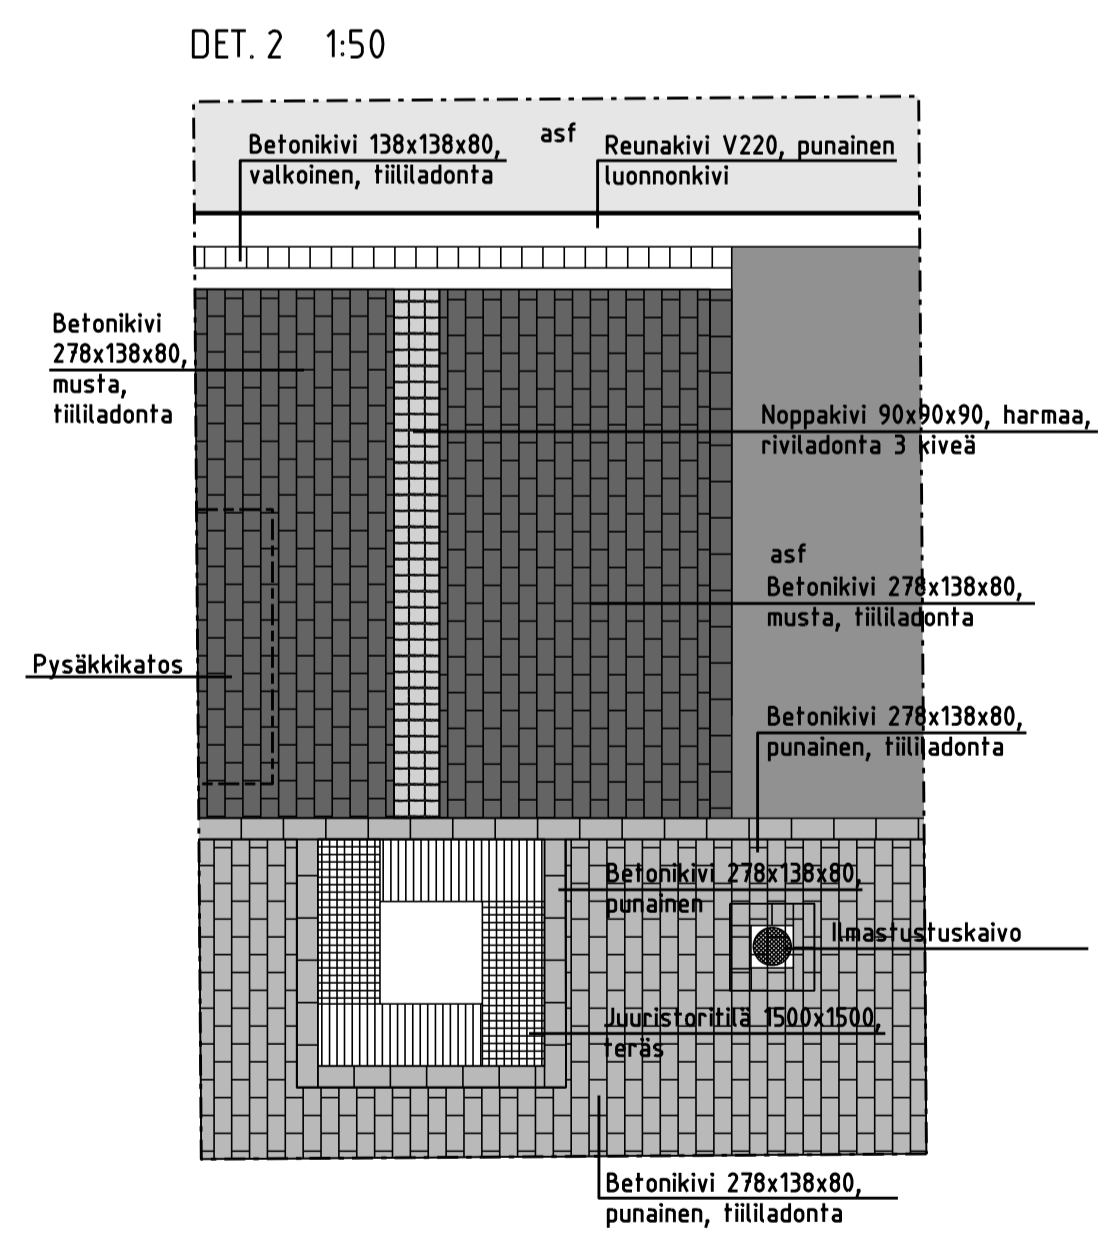 DET. 2 1:50
asf
Betonikivi 138x138x80,
valkoinen, tiililadonta
Reunakivi V220, punainen
luonnonkivi
Betonikivi
278x138x80,
musta,
tiililadonta
Noppakivi 90x90x90, harmaa,
riviladonta 3 kiveä
asf
Betonikivi 278x138x80,
musta, tiililadonta
Pysäkkikatos
Betonikivi 278x138x80,
punainen, tiililadonta
Betonikivi 278x138x80,
punainen
Ilmastustuskaivo
Juuristoritilä 1500x1500,
teräs
Betonikivi 278x138x80,
punainen, tiililadonta